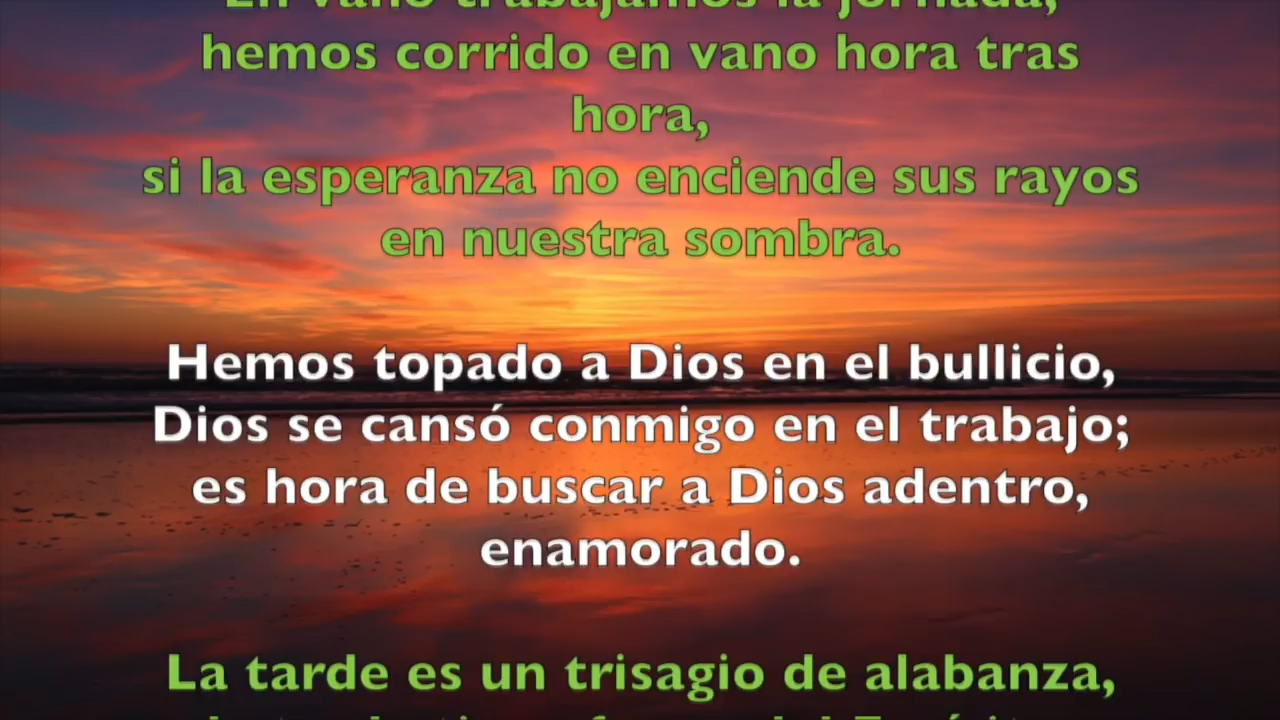 En vano trabajamos la jornada,
hemos corrido en vano hora tras
hora,
si la esperanza no enciende sus rayos
en nuestra sombra.
Hemos topado a Dios en el bullicio,
Dios se cansó conmigo en el trabajo;
es hora de buscar a Dios adentro,
enamorado.
La tarde es un trisagio de alabanza,